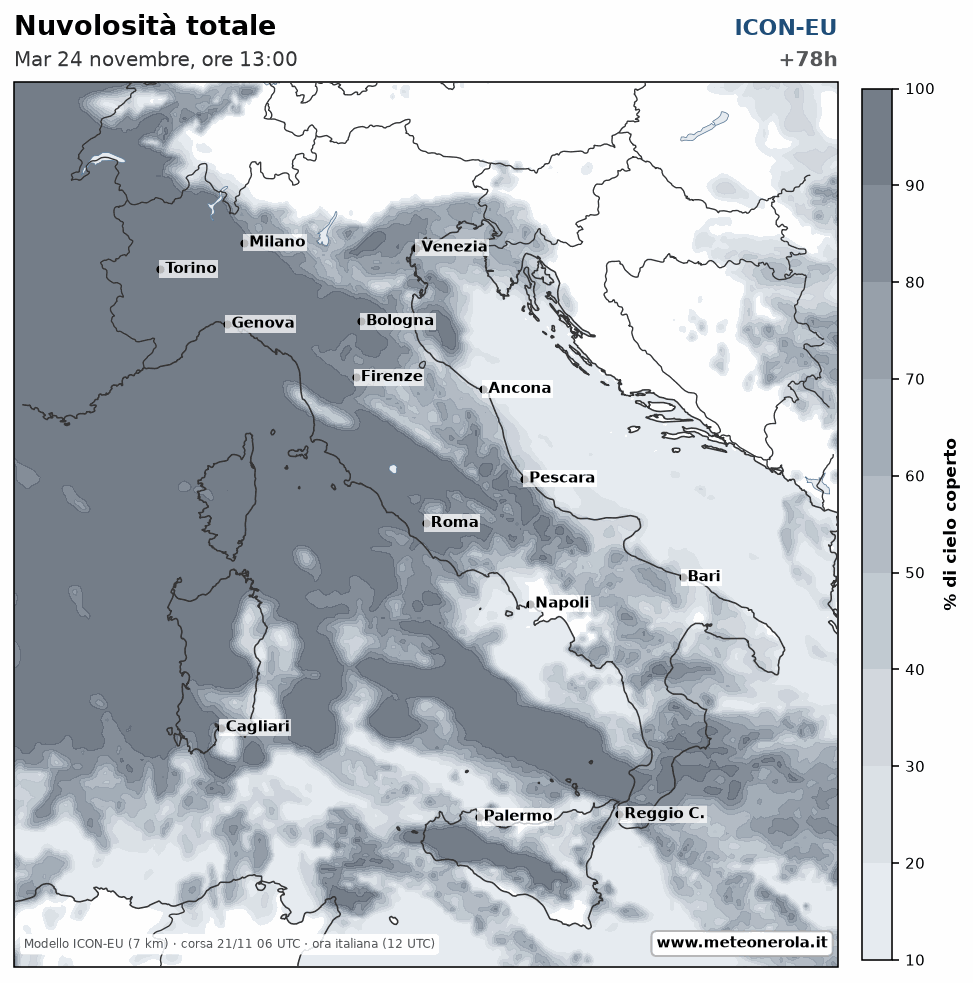 Nuvolosità totale
ICON-EU
Mar 24 novembre, ore 13:00
+78h
100
90
80
70
60
50
40
30
20
10
% di cielo coperto
Milano
Venezia
Torino
Genova
Bologna
Firenze
Ancona
Pescara
Roma
Bari
Napoli
Cagliari
Palermo
Reggio C.
Modello ICON-EU (7 km) · corsa 21/11 06 UTC · ora italiana (12 UTC)
www.meteonerola.it